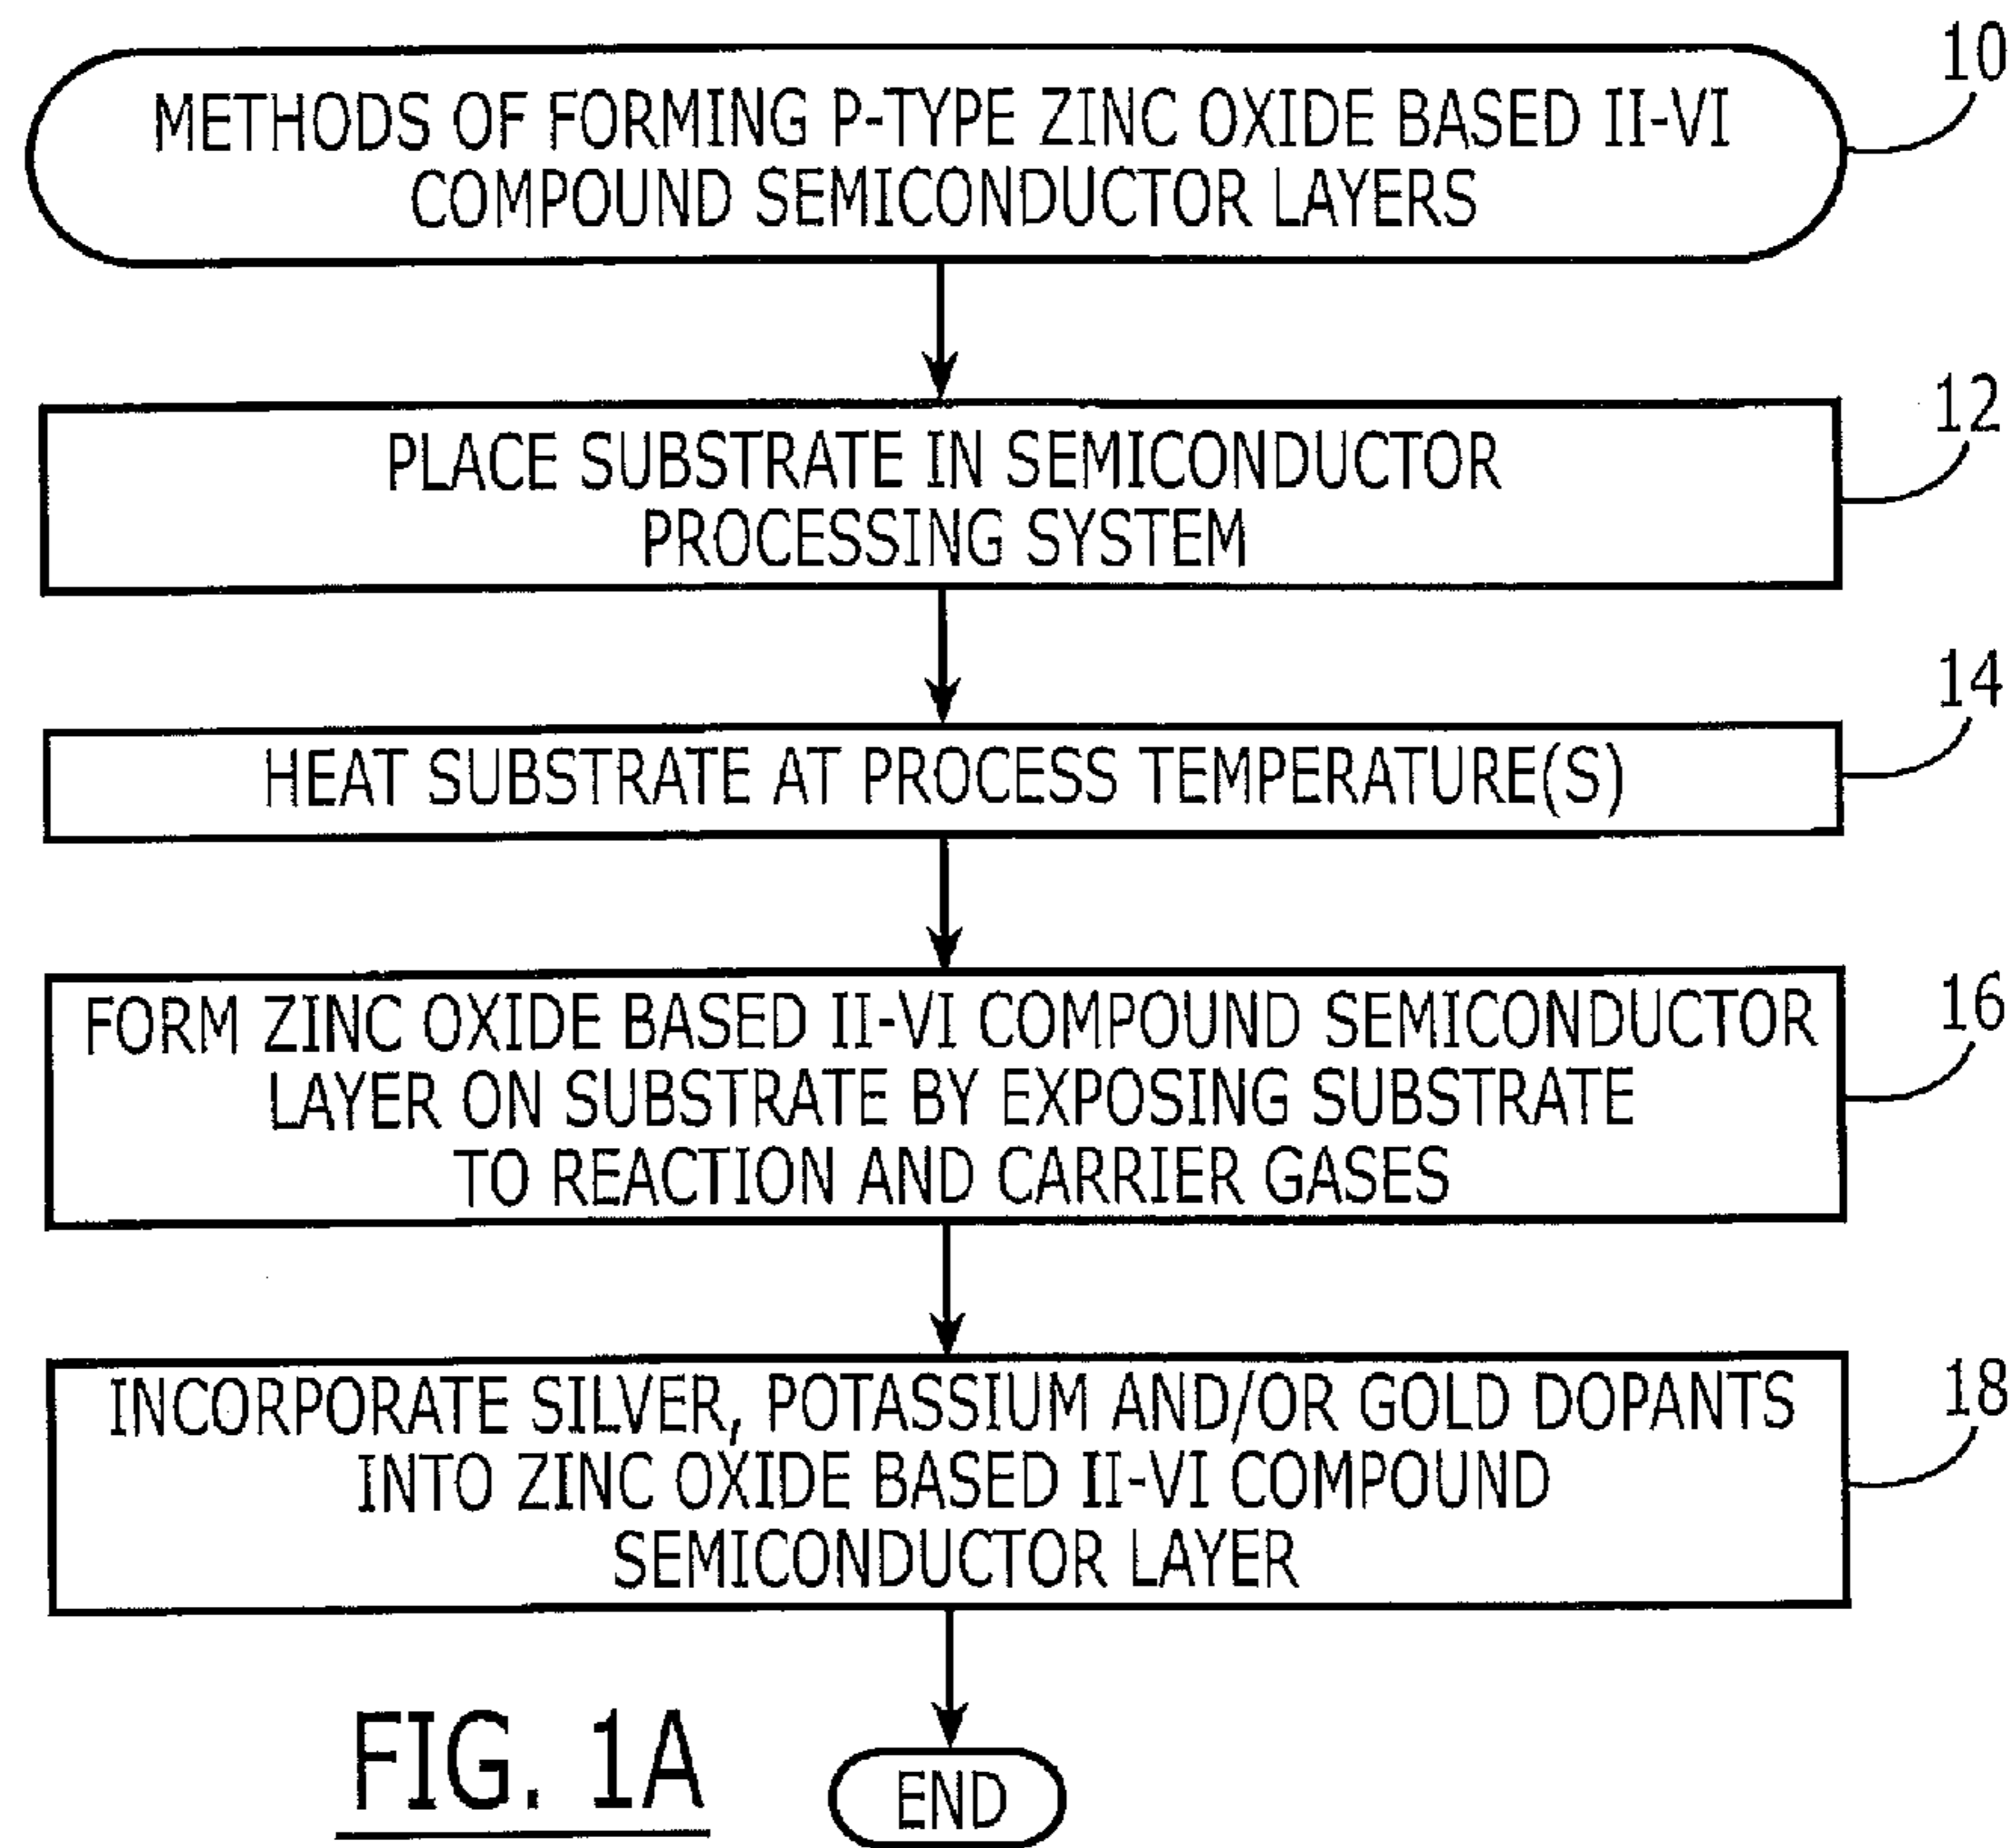 METHODS OF FORMING P-TYPE ZINC OXIDE BASED II-VI
COMPOUND SEMICONDUCTOR LAYERS
10
PLACE SUBSTRATE IN SEMICONDUCTOR
PROCESSING SYSTEM
12
HEAT SUBSTRATE AT PROCESS TEMPERATURE(S)
14
FORM ZINC OXIDE BASED II-VI COMPOUND SEMICONDUCTOR
LAYER ON SUBSTRATE BY EXPOSING SUBSTRATE
TO REACTION AND CARRIER GASES
16
INCORPORATE SILVER, POTASSIUM AND/OR GOLD DOPANTS
INTO ZINC OXIDE BASED II-VI COMPOUND
SEMICONDUCTOR LAYER
18
END
FIG. 1A